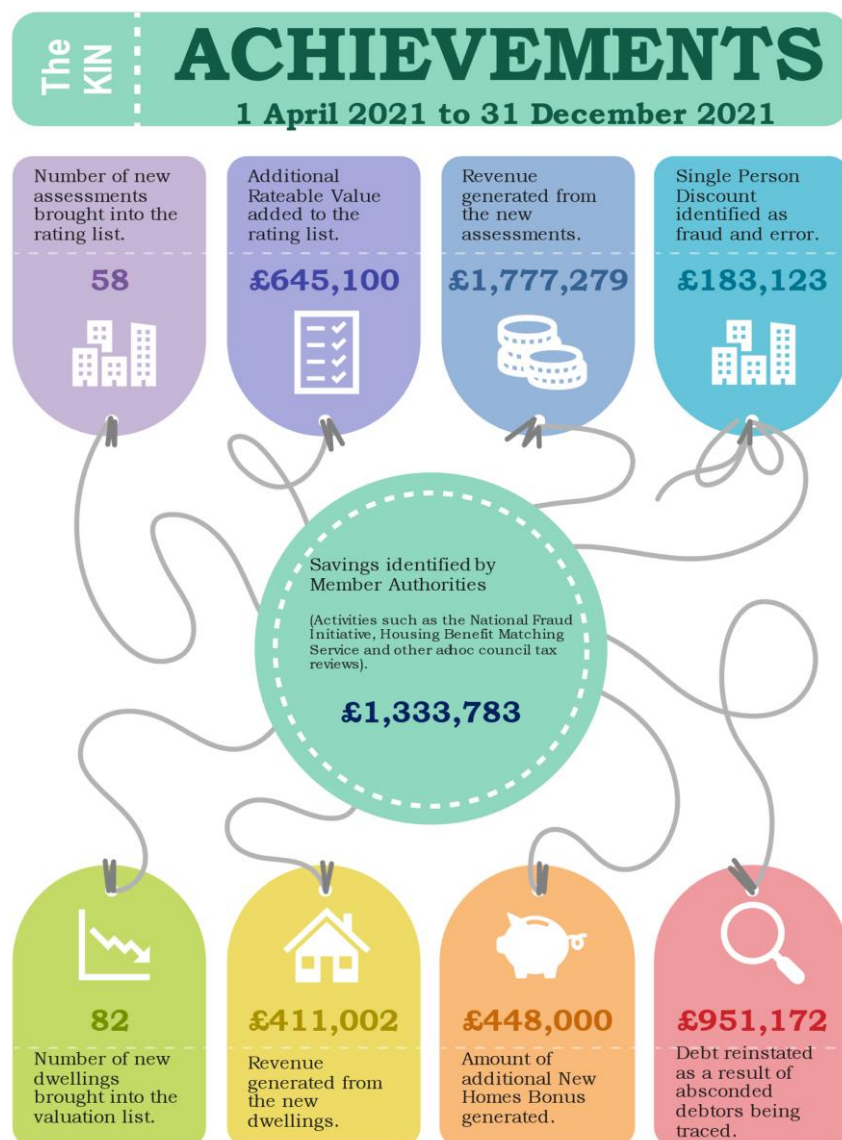 The
KIN
ACHIEVEMENTS
1 April 2021 to 31 December 2021
Number of new
assessments
brought into the
rating list.
58
Additional
Rateable Value
added to the
rating list.
£645,100
Revenue
generated from
the new
assessments.
£1,777,279
Single Person
Discount
identified as
fraud and error.
£183,123
Savings identified by
Member Authorities
(Activities such as the National Fraud
Initiative, Housing Benefit Matching
Service and other adhoc council tax
reviews).
£1,333,783
82
Number of new
dwellings
brought into the
valuation list.
£411,002
Revenue
generated from
the new
dwellings.
£448,000
Amount of
additional New
Homes Bonus
generated.
£951,172
Debt reinstated
as a result of
absconded
debtors being
traced.